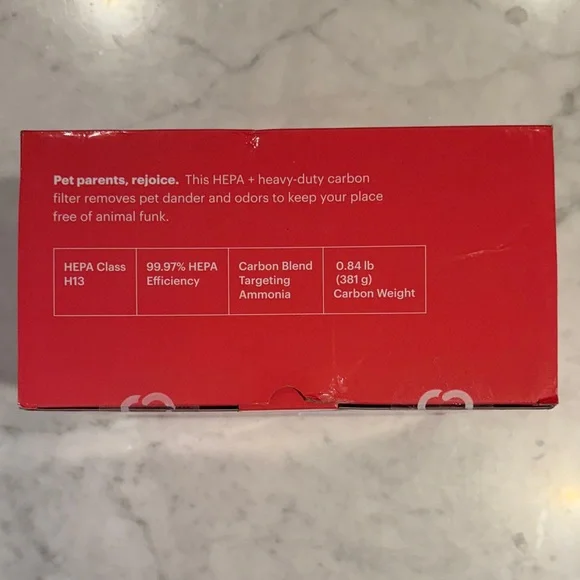 Pet parents, rejoice. This HEPA + heavy-duty carbon
filter removes pet dander and odors to keep your place
free of animal funk.
HEPA Class
H13
99.97% HEPA
Efficiency
Carbon Blend
Targeting
Ammonia
0.84 lb
(381 g)
Carbon Weight